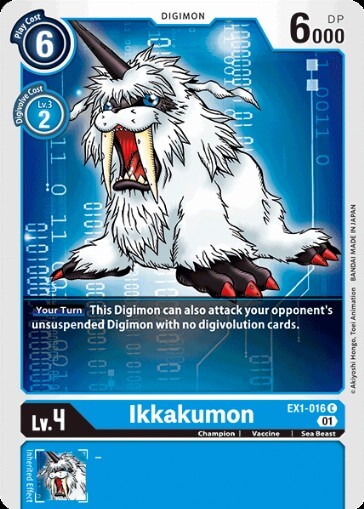 Play Cost
6
DIGIMON
DP
6000
Digivolve Cost
Lv.3
2
Your Turn This Digimon can also attack your opponent's
unsuspended Digimon with no digivolution cards.
©Akiyoshi Hongo, Toei Animation BANDAI MADE IN JAPAN
Lv.4
Ikkakumon
EX1-016 C
01
Champion | Vaccine | Sea Beast
Inherited Effect
-